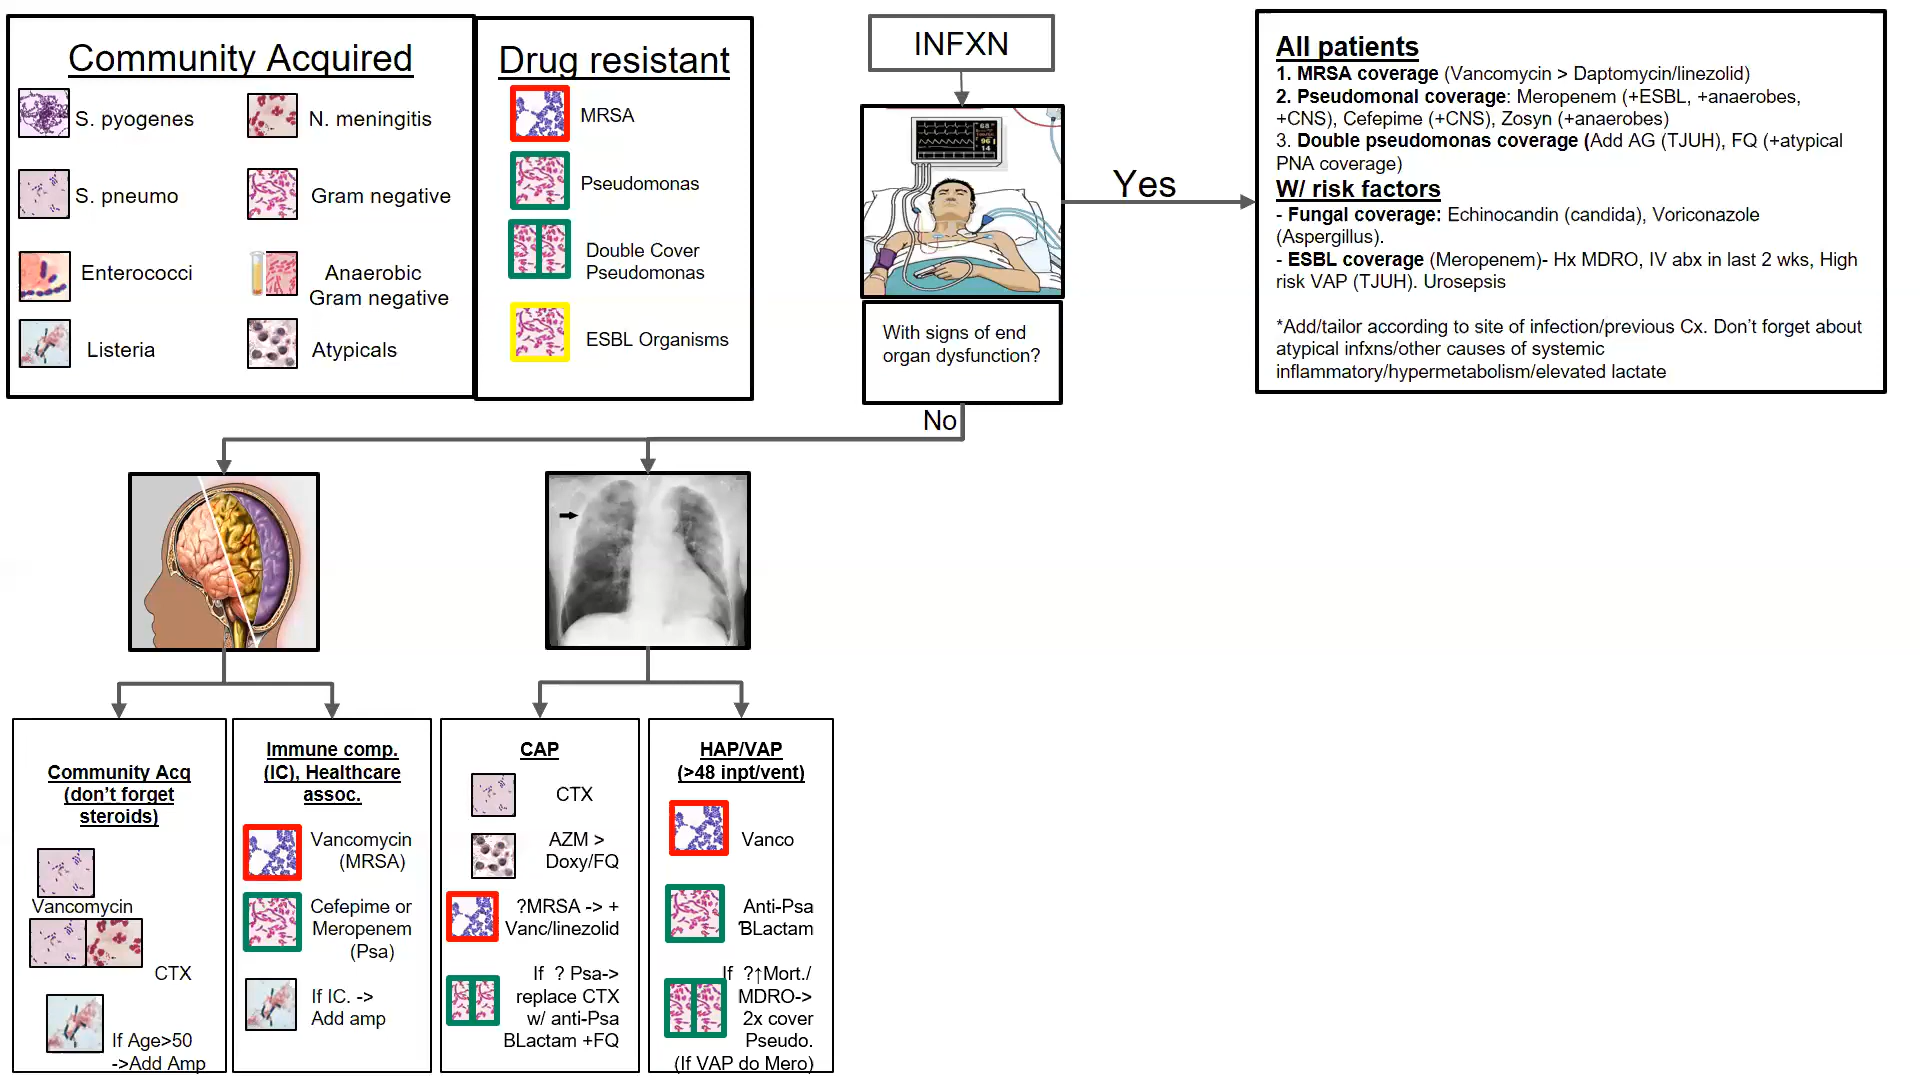 Community Acquired
S. pyogenes
N. meningitis
S. pneumo
Gram negative
Enterococci
Anaerobic
Gram negative
Listeria
Atypicals
Drug resistant
MRSA
Pseudomonas
Double Cover
Pseudomonas
ESBL Organisms
INFXN
With signs of end
organ dysfunction?
Yes
No
All patients
1. MRSA coverage (Vancomycin > Daptomycin/linezolid)
2. Pseudomonal coverage: Meropenem (+ESBL, +anaerobes,
+CNS), Cefepime (+CNS), Zosyn (+anaerobes)
3. Double pseudomonas coverage (Add AG (TJUH), FQ (+atypical
PNA coverage)
W/ risk factors
- Fungal coverage: Echinocandin (candida), Voriconazole
(Aspergillus).
- ESBL coverage (Meropenem)- Hx MDRO, IV abx in last 2 wks, High
risk VAP (TJUH). Urosepsis
*Add/tailor according to site of infection/previous Cx. Don't forget about
atypical infxns/other causes of systemic
inflammatory/hypermetabolism/elevated lactate
Community Acq
(don't forget
steroids)
Vancomycin
CTX
If Age>50
->Add Amp
Immune comp.
(IC), Healthcare
assoc.
Vancomycin
(MRSA)
Cefepime or
Meropenem
(Psa)
If IC. ->
Add amp
CAP
CTX
AZM >
Doxy/FQ
?MRSA -> +
Vanc/linezolid
If ? Psa->
replace CTX
w/ anti-Psa
BLactam +FQ
HAP/VAP
(>48 inpt/vent)
Vanco
Anti-Psa
BLactam
If ?↑Mort./
MDRO->
2x cover
Pseudo.
(If VAP do Mero)